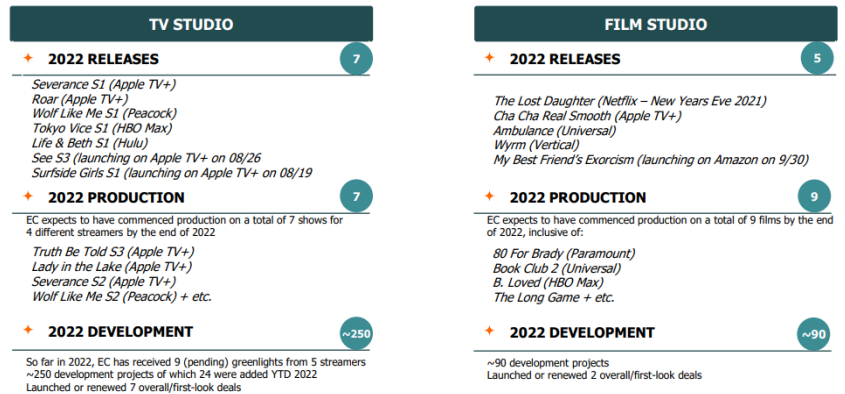 TV STUDIO
2022 RELEASES
7
Severance S1 (Apple TV+)
Roar (Apple TV+)
Wolf Like Me S1 (Peacock)
Tokyo Vice S1 (HBO Max)
Life & Beth S1 (Hulu)
See S3 (launching on Apple TV+ on 08/26
Surfside Girls S1 (launching on Apple TV+ on 08/19
2022 PRODUCTION
7
EC expects to have commenced production on a total of 7 shows for
4 different streamers by the end of 2022
Truth Be Told S3 (Apple TV+)
Lady in the Lake (Apple TV+)
Severance S2 (Apple TV+)
Wolf Like Me S2 (Peacock) + etc.
2022 DEVELOPMENT
~250
So far in 2022, EC has received 9 (pending) greenlights from 5 streamers
~250 development projects of which 24 were added YTD 2022
Launched or renewed 7 overall/first-look deals
FILM STUDIO
2022 RELEASES
5
The Lost Daughter (Netflix – New Years Eve 2021)
Cha Cha Real Smooth (Apple TV+)
Ambulance (Universal)
Wyrm (Vertical)
My Best Friend's Exorcism (launching on Amazon on 9/30)
2022 PRODUCTION
9
EC expects to have commenced production on a total of 9 films by the end
of 2022, inclusive of:
80 For Brady (Paramount)
Book Club 2 (Universal)
B. Loved (HBO Max)
The Long Game + etc.
2022 DEVELOPMENT
~90
~90 development projects
Launched or renewed 2 overall/first-look deals